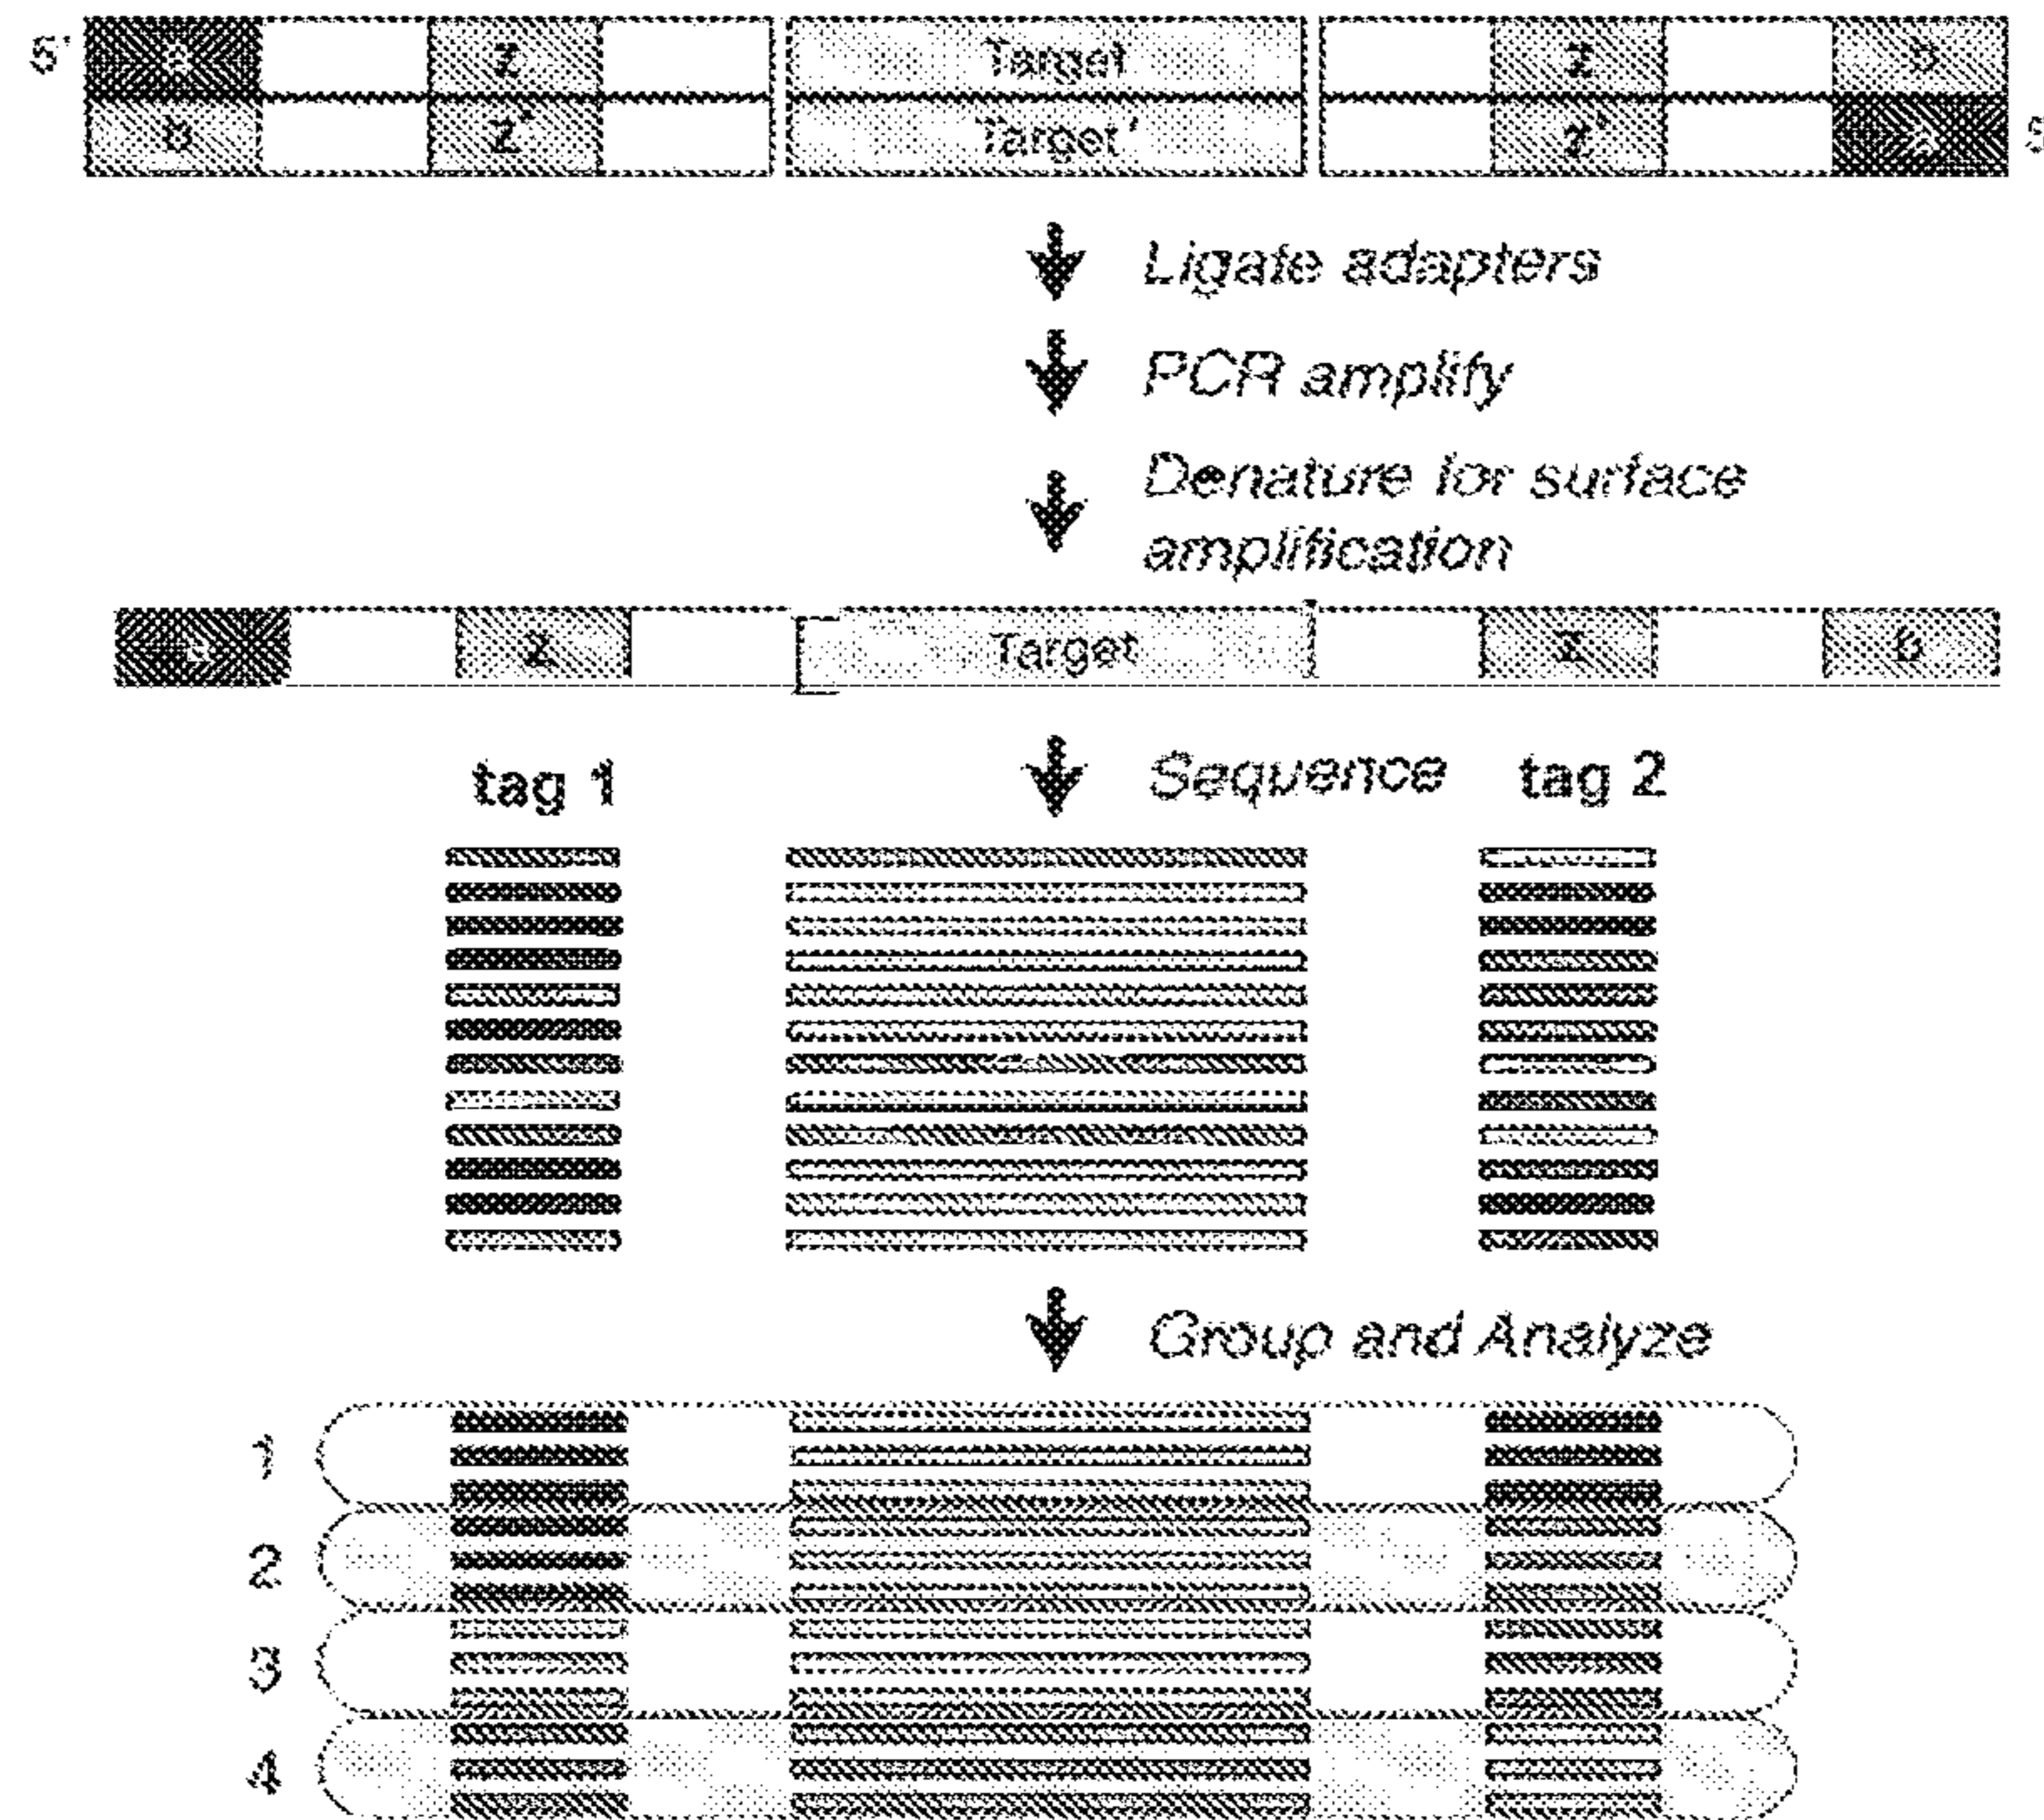 5' a Z Target Z B
B Z' Target' Z' a 5
Ligate adapters
PCR amplify
Denature for surface
amplification
a Z Target Z B
tag 1 Sequence tag 2
Group and Analyze
1
2
3
4